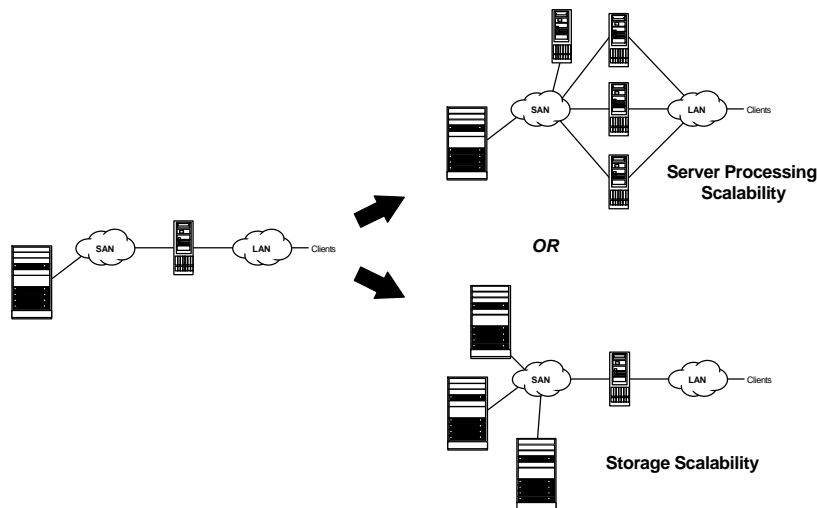 SAN
LAN
Clients
Server Processing
Scalability
SAN
LAN
Clients
OR
SAN
LAN
Clients
Storage Scalability